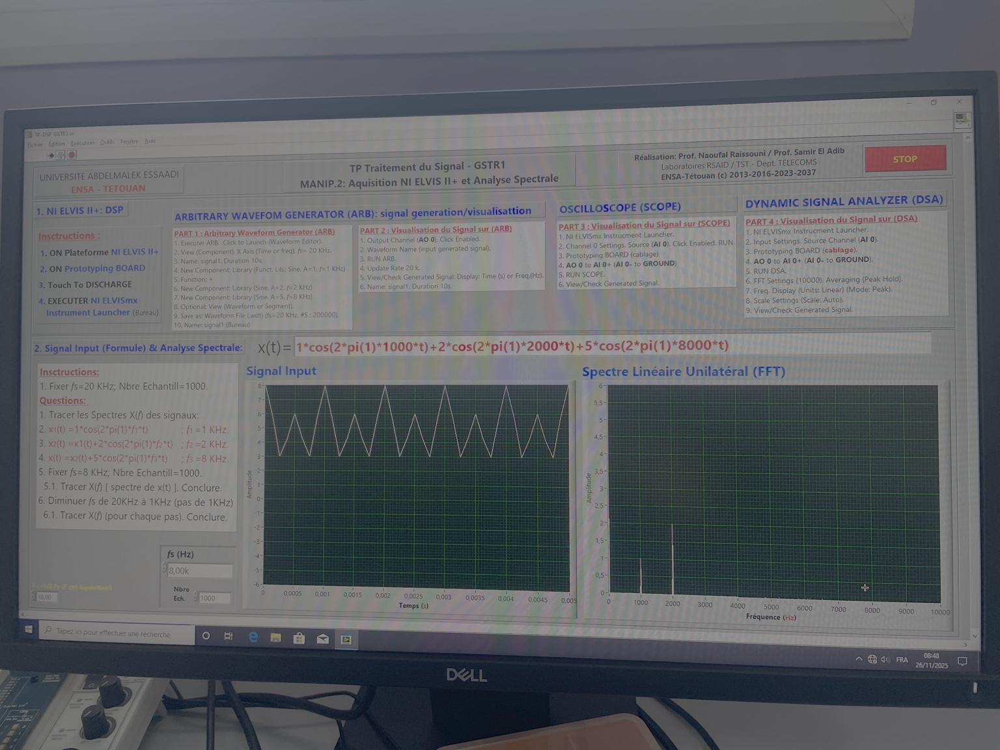 TP-DSP-GSTR1.vi
Fichier Édition Exécution Outils Fenêtre Aide
UNIVERSITE ABDELMALEK ESSAADI
ENSA - TETOUAN
TP Traitement du Signal - GSTR1
MANIP.2: Aquisition NI ELVIS II+ et Analyse Spectrale
Réalisation: Prof. Naoufal Raissouni / Prof. Samir El Adib
Laboratoires RSAID / TST - Dept. TELECOMS
ENSA-Tétouan (c) 2013-2016-2023-2037
STOP
1. NI ELVIS II+: DSP
Insctructions :
1. ON Plateforme NI ELVIS II+
2. ON Prototyping BOARD
3. Touch To DISCHARGE
4. EXECUTER NI ELVISmx
Instrument Launcher (Bureau)
ARBITRARY WAVEFOM GENERATOR (ARB): signal generation/visualisattion
PART 1 : Arbitrary Waveform Generator (ARB)
1. Executer ARB. Click to Launch (Waveform Editor).
2. View (Component). X Axis (Time or freq). fs= 20 KHz.
3. Name: signal1. Duration 10s.
4. New Component: Library (Funct. Lib.: Sine. A=1. f=1 KHz)
5. Function: +
6. New Component: Library (Sine. A=2. f=2 KHz)
7. New Component: Library (Sine. A=5. f=8 KHz)
8. Optional: View (Waveform or Segment).
9. Save as: Waveform File (.wdt) (fs=20 KHz. #S : 200000).
10. Name: signal1 (Bureau)
PART 2 : Visualisation du Signal sur (ARB)
1. Output Channel (AO 0). Click Enabled.
2. Waveform Name (input generated signal).
3. RUN ARB.
4. Update Rate 20 k.
5. View/Check Generated Signal: Display: Time (s) or Freq.(Hz).
6. Name: signal1. Duration 10s.
OSCILLOSCOPE (SCOPE)
PART 3 : Visualisation du Signal sur (SCOPE)
1. NI ELVISmx Instrucment Launcher.
2. Channel 0 Settings. Source (AI 0). Click Enabled. RUN.
3. Prototyping BOARD (cablage)
4. AO 0 to AI 0+ (AI 0- to GROUND)
5. RUN SCOPE.
6. View/Check Generated Signal.
DYNAMIC SIGNAL ANALYZER (DSA)
PART 4 : Visualisation du Signal sur (DSA)
1. NI ELVISmx Instrucment Launcher.
2. Input Settings. Source Channel (AI 0).
3. Prototyping BOARD (cablage).
4. AO 0 to AI 0+ (AI 0- to GROUND).
5. RUN DSA.
6. FFT Settings (10000). Averaging (Peak Hold).
7. Freq. Display (Units: Linear) (Mode: Peak).
8. Scale Settings (Scale: Auto).
9. View/Check Generated Signal.
2. Signal Input (Formule) & Analyse Spectrale:
x(t)= 1*cos(2*pi(1)*1000*t)+2*cos(2*pi(1)*2000*t)+5*cos(2*pi(1)*8000*t)
Insctructions:
1. Fixer fs=20 KHz; Nbre Echantill=1000.
Questions:
1. Tracer les Spectres X(f) des signaux:
2. x1(t) =1*cos(2*pi(1)*f1*t) ; f1 =1 KHz.
3. x2(t) =x1(t)+2*cos(2*pi(1)*f2*t) ; f2 =2 KHz.
4. x(t) =x2(t)+5*cos(2*pi(1)*f3*t) ; f3 =8 KHz.
5. Fixer fs=8 KHz; Nbre Echantill=1000.
5.1. Tracer X(f) [ spectre de x(t) ]. Conclure.
6. Diminuer fs de 20KHz à 1KHz (pas de 1KHz)
6.1. Tracer X(f) (pour chaque pas). Conclure.
fs (Hz)
8,00k
Nbre
Ech. 1000
10,00
Signal Input
Amplitude
8
7
6
5
4
3
2
1
0
-1
-2
-3
-4
-5
-6
0 0,0005 0,001 0,0015 0,002 0,0025 0,003 0,0035 0,004 0,0045 0,005
Temps (s)
Spectre Linéaire Unilatéral (FFT)
Amplitude
6
5,5
5
4,5
4
3,5
3
2,5
2
1,5
1
0,5
0
0 1000 2000 3000 4000 5000 6000 7000 8000 9000 10000
Fréquence (Hz)
Tapez ici pour effectuer une recherche
FRA
08:48
26/11/2025
DELL